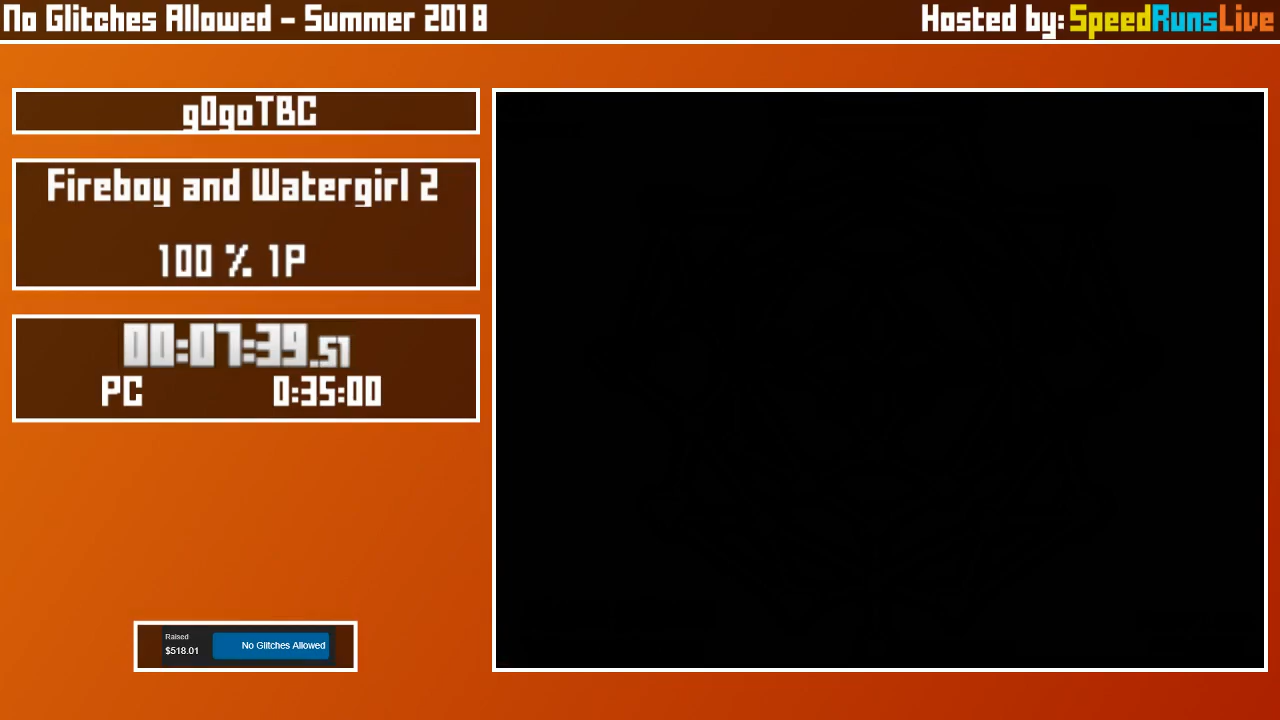 No Glitches Allowed - Summer 2018
Hosted by: SpeedRunsLive
g0goTBC
Fireboy and Watergirl 2
100 % 1P
00:07:39.51
PC 0:35:00
Raised
$518.01
No Glitches Allowed